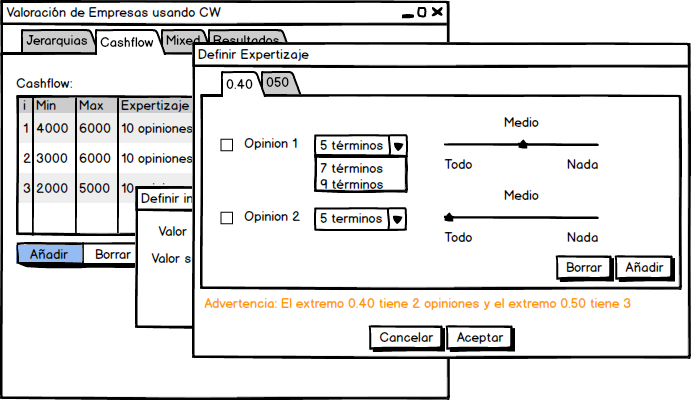 Valoración de Empresas usando CW
Jerarquias Cashflow Mixed Resultados
Cashflow:
i Min Max Expertizaje
1 4000 6000 10 opiniones
2 3000 6000 10 opiniones
3 2000 5000 10
Añadir Borrar
Definir in
Valor
Valor s
Definir Expertizaje
0.40 050
Medio
Opinion 1 5 términos
7 términos
9 términos
Todo Nada
Medio
Opinion 2 5 terminos
Todo Nada
Borrar Añadir
Advertencia: El extremo 0.40 tiene 2 opiniones y el extremo 0.50 tiene 3
Cancelar Aceptar